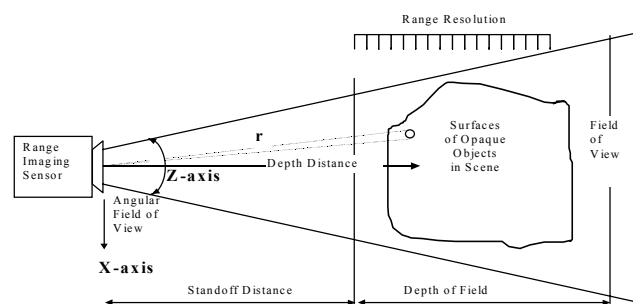 Range Resolution
Range
Imaging
Sensor
r
Depth Distance
Z-axis
Surfaces
of Opaque
Objects
in Scene
Field
of
View
Angular
Field of
View
X-axis
Standoff Distance
Depth of Field